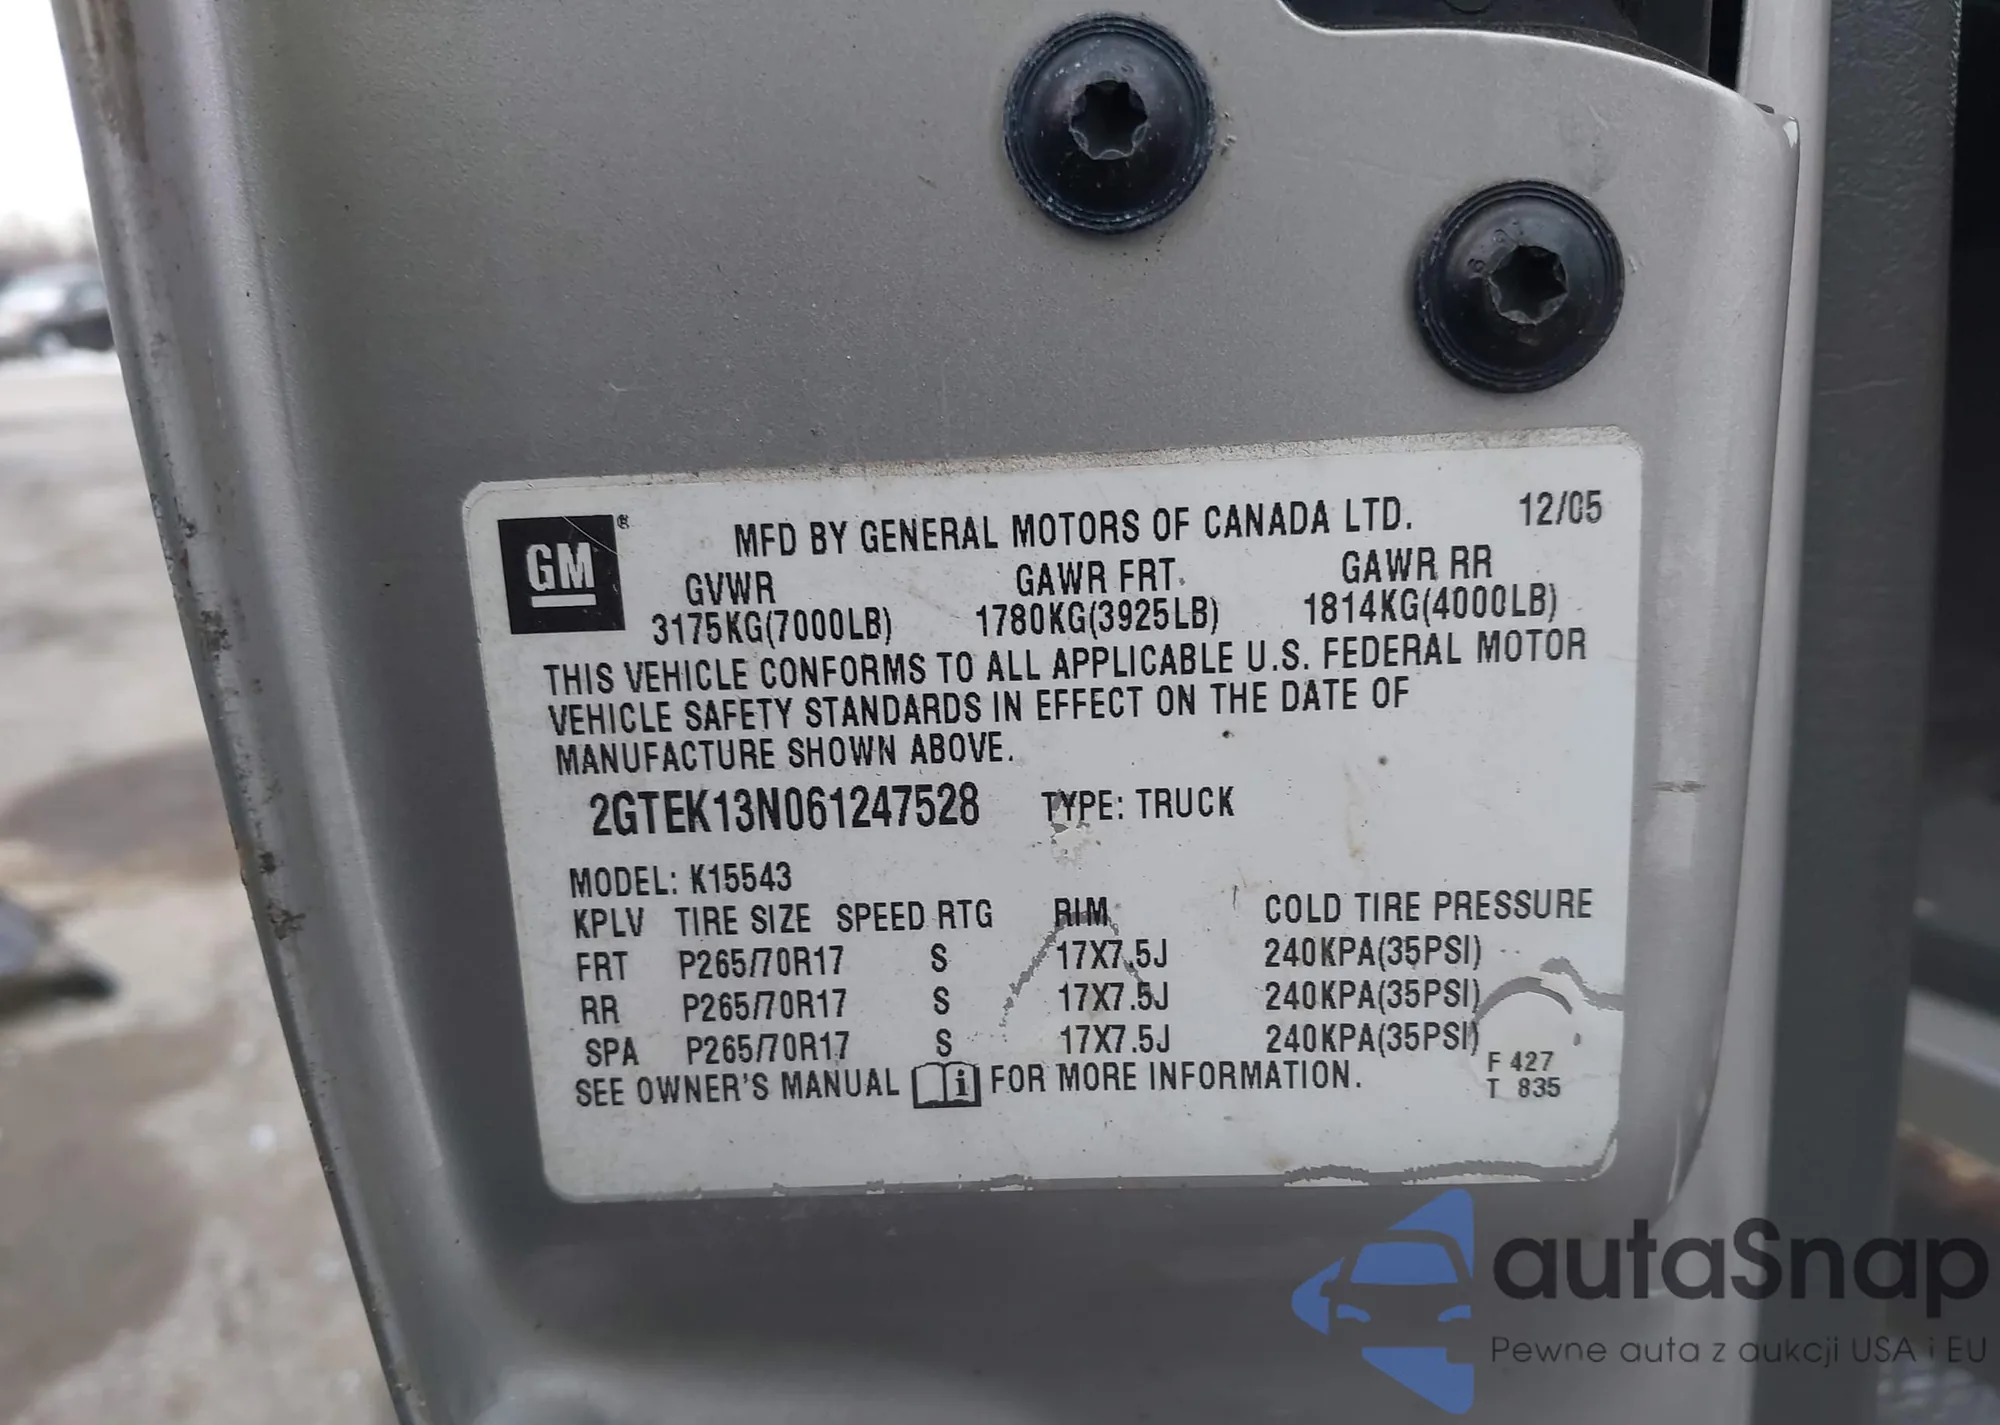 GM ®
MFD BY GENERAL MOTORS OF CANADA LTD. 12/05
GVWR GAWR FRT. GAWR RR
3175KG(7000LB) 1780KG(3925LB) 1814KG(4000LB)
THIS VEHICLE CONFORMS TO ALL APPLICABLE U.S. FEDERAL MOTOR
VEHICLE SAFETY STANDARDS IN EFFECT ON THE DATE OF
MANUFACTURE SHOWN ABOVE.
2GTEK13N061247528 TYPE: TRUCK
MODEL: K15543
KPLV TIRE SIZE SPEED RTG RIM COLD TIRE PRESSURE
FRT P265/70R17 S 17X7.5J 240KPA(35PSI)
RR P265/70R17 S 17X7.5J 240KPA(35PSI)
SPA P265/70R17 S 17X7.5J 240KPA(35PSI)
F 427
SEE OWNER'S MANUAL i FOR MORE INFORMATION. T 835
autaSnap
Pewne auta z aukcji USA i EU